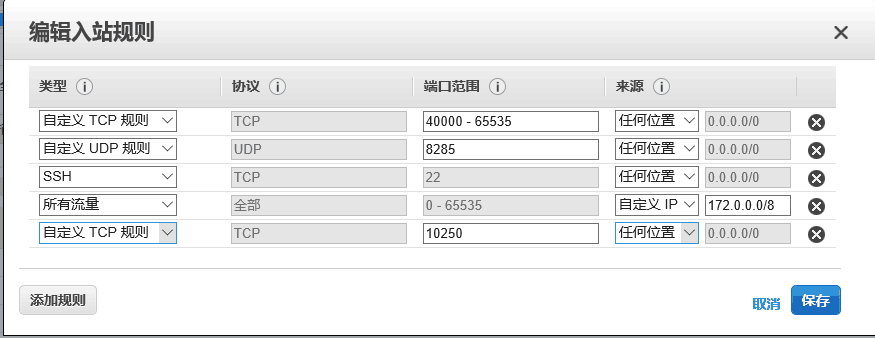 编辑入站规则
类型 协议 端口范围 来源
自定义 TCP 规则 TCP 40000 - 65535 任何位置 0.0.0.0/0
自定义 UDP 规则 UDP 8285 任何位置 0.0.0.0/0
SSH TCP 22 任何位置 0.0.0.0/0
所有流量 全部 0 - 65535 自定义 IP 172.0.0.0/8
自定义 TCP 规则 TCP 10250 任何位置 0.0.0.0/0
添加规则 取消 保存